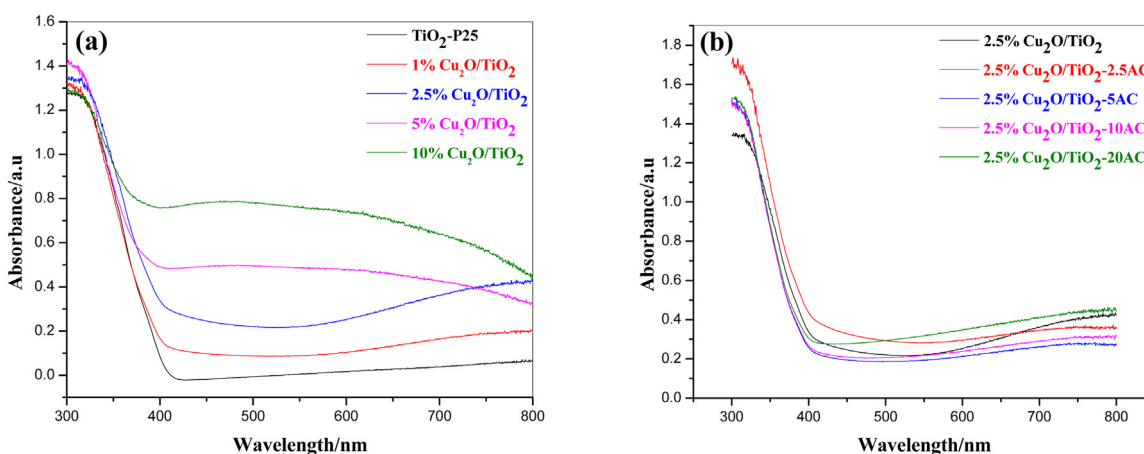 (a)
TiO2-P25
1% Cu2O/TiO2
2.5% Cu2O/TiO2
5% Cu2O/TiO2
10% Cu2O/TiO2
1.6
1.4
1.2
1.0
0.8
0.6
0.4
0.2
0.0
300 400 500 600 700 800
Absorbance/a.u
Wavelength/nm
(b)
2.5% Cu2O/TiO2
2.5% Cu2O/TiO2-2.5AC
2.5% Cu2O/TiO2-5AC
2.5% Cu2O/TiO2-10AC
2.5% Cu2O/TiO2-20AC
1.8
1.6
1.4
1.2
1.0
0.8
0.6
0.4
0.2
0.0
300 400 500 600 700 800
Absorbance/a.u
Wavelength/nm